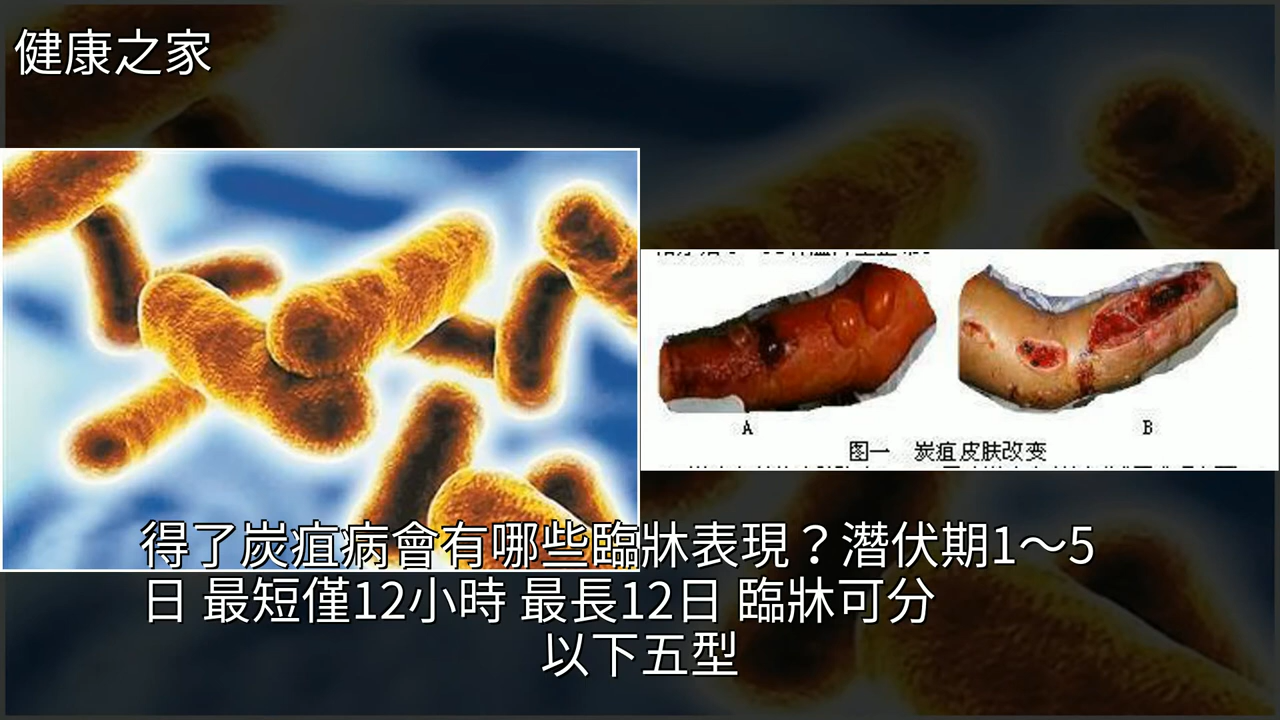 健康之家
A
B
图一 炭疽皮肤改变
得了炭疽病會有哪些臨牀表現？潛伏期1～5
日 最短僅12小時 最長12日 臨牀可分
以下五型